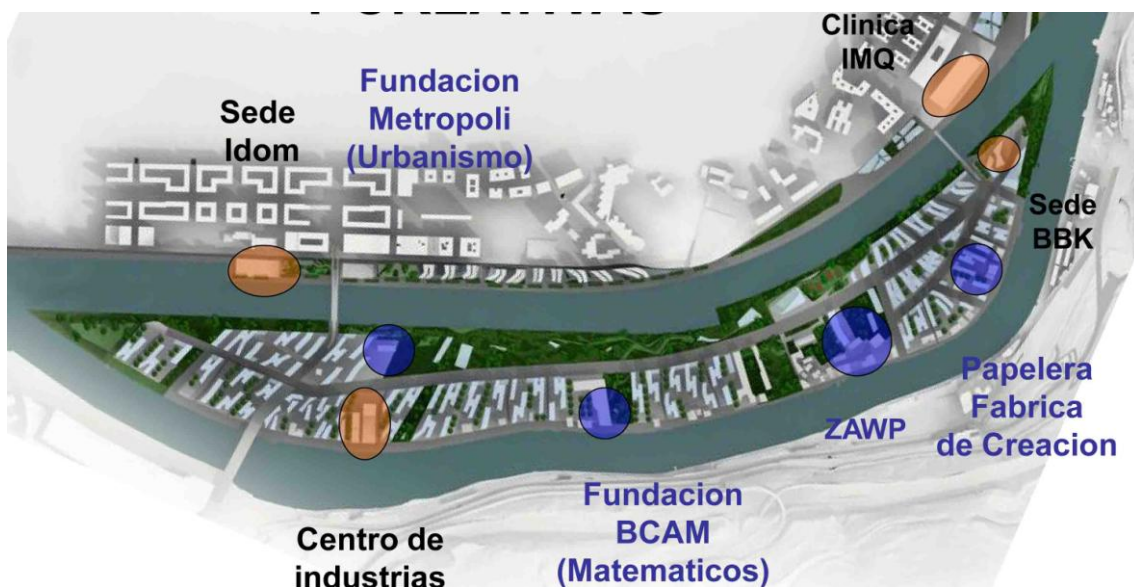 Clinica
IMQ
Fundacion
Metropoli
(Urbanismo)
Sede
Idom
Sede
BBK
Papelera
Fabrica
de Creacion
ZAWP
Fundacion
BCAM
(Matematicos)
Centro de
industrias